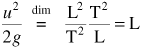 u²/2g dim= L²/T² T²/L = L